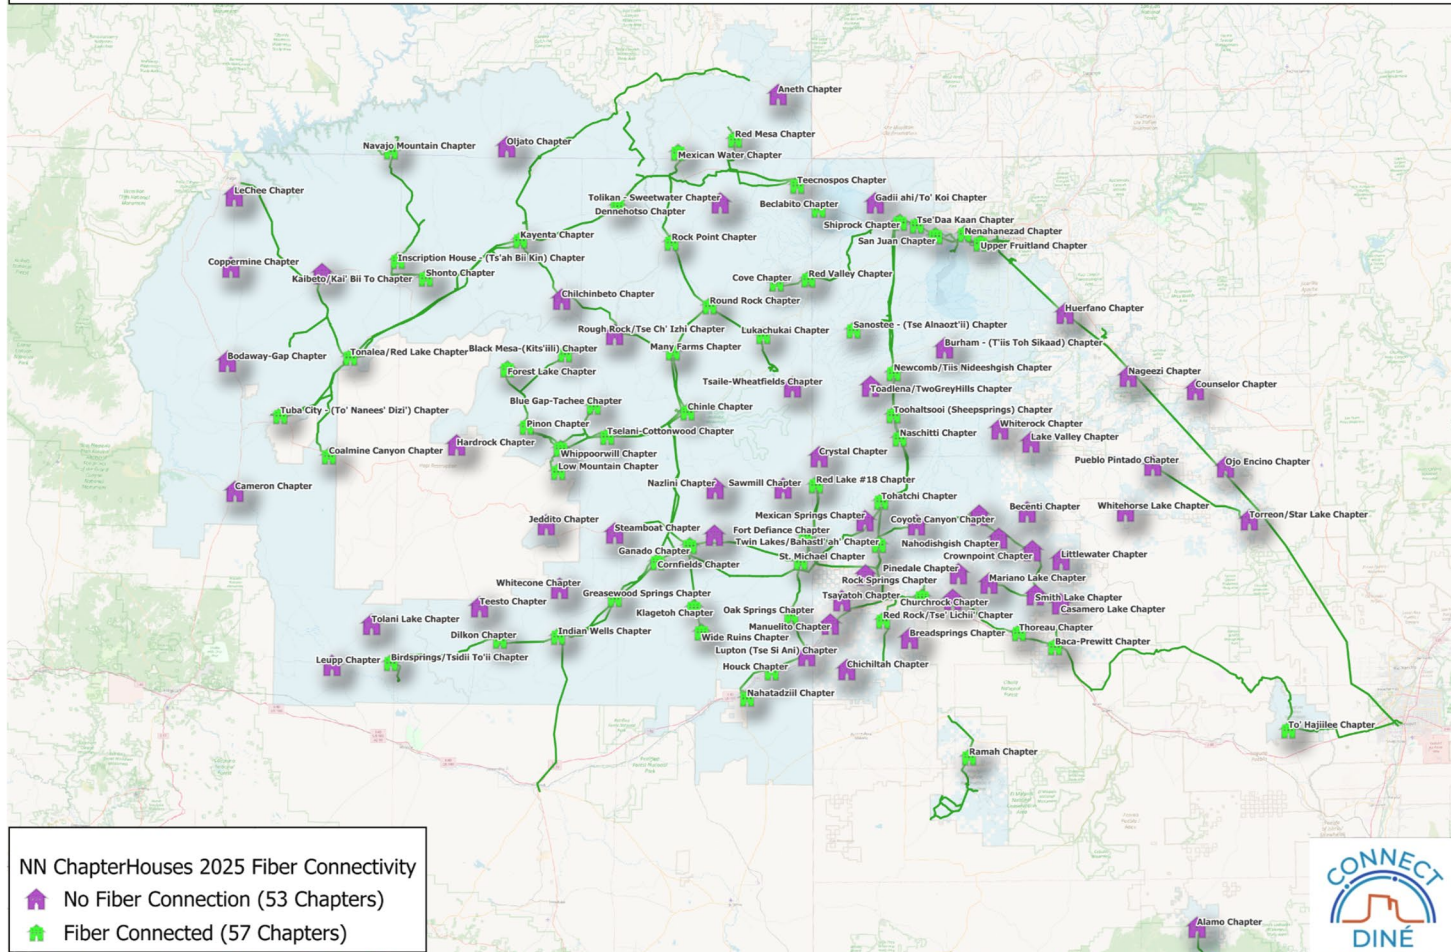 Aneth Chapter
Red Mesa Chapter
Oljato Chapter
Navajo Mountain Chapter
Mexican Water Chapter
Teecnospos Chapter
LeChee Chapter
Tolikan - Sweetwater Chapter
Gadii ahi/To' Koi Chapter
Beclabito Chapter
Dennehotso Chapter
Tse'Daa Kaan Chapter
Shiprock Chapter
Nenahanezad Chapter
Kayenta Chapter
Rock Point Chapter
San Juan Chapter
Upper Fruitland Chapter
Inscription House - (Ts'ah Bii Kin) Chapter
Coppermine Chapter
Shonto Chapter
Red Valley Chapter
Kaibeto/Kai' Bii To Chapter
Cove Chapter
Chilchinbeto Chapter
Round Rock Chapter
Huerfano Chapter
Rough Rock/Tse Ch' Izhi Chapter
Lukachukai Chapter
Sanostee - (Tse Alnaozt'ii) Chapter
Burham - (T'iis Toh Sikaad) Chapter
Black Mesa-(Kits'iili) Chapter
Many Farms Chapter
Tonalea/Red Lake Chapter
Bodaway-Gap Chapter
Forest Lake Chapter
Newcomb/Tiis Nideeshgish Chapter
Nageezi Chapter
Tsaile-Wheatfields Chapter
Toadlena/TwoGreyHills Chapter
Counselor Chapter
Blue Gap-Tachee Chapter
Chinle Chapter
Tuba City - (To' Nanees' Dizi') Chapter
Toohaltsooi (Sheepsprings) Chapter
Pinon Chapter
Tselani-Cottonwood Chapter
Whiterock Chapter
Naschitti Chapter
Lake Valley Chapter
Hardrock Chapter
Coalmine Canyon Chapter
Whippoorwill Chapter
Crystal Chapter
Low Mountain Chapter
Pueblo Pintado Chapter
Ojo Encino Chapter
Cameron Chapter
Nazlini Chapter
Sawmill Chapter
Red Lake #18 Chapter
Tohatchi Chapter
Becenti Chapter
Whitehorse Lake Chapter
Torreon/Star Lake Chapter
Jeddito Chapter
Mexican Springs Chapter
Coyote Canyon Chapter
Steamboat Chapter
Fort Defiance Chapter
Twin Lakes/Bahastl'ah' Chapter
Nahodishgish Chapter
Ganado Chapter
St. Michael Chapter
Crownpoint Chapter
Littlewater Chapter
Cornfields Chapter
Pinedale Chapter
Rock Springs Chapter
Mariano Lake Chapter
Whitecone Chapter
Greasewood Springs Chapter
Tsayatoh Chapter
Smith Lake Chapter
Teesto Chapter
Churchrock Chapter
Casamero Lake Chapter
Klagetoh Chapter
Oak Springs Chapter
Red Rock/Tse' Lichii' Chapter
Tolani Lake Chapter
Manuelito Chapter
Thoreau Chapter
Dilkon Chapter
Indian Wells Chapter
Wide Ruins Chapter
Breadsprings Chapter
Baca-Prewitt Chapter
Lupton (Tse Si Ani) Chapter
Leupp Chapter
Birdsprings/Tsidii To'ii Chapter
Houck Chapter
Chichiltah Chapter
Nahatadziil Chapter
To' Hajiilee Chapter
Ramah Chapter
Alamo Chapter
NN ChapterHouses 2025 Fiber Connectivity
No Fiber Connection (53 Chapters)
Fiber Connected (57 Chapters)
CONNECT
DINÉ